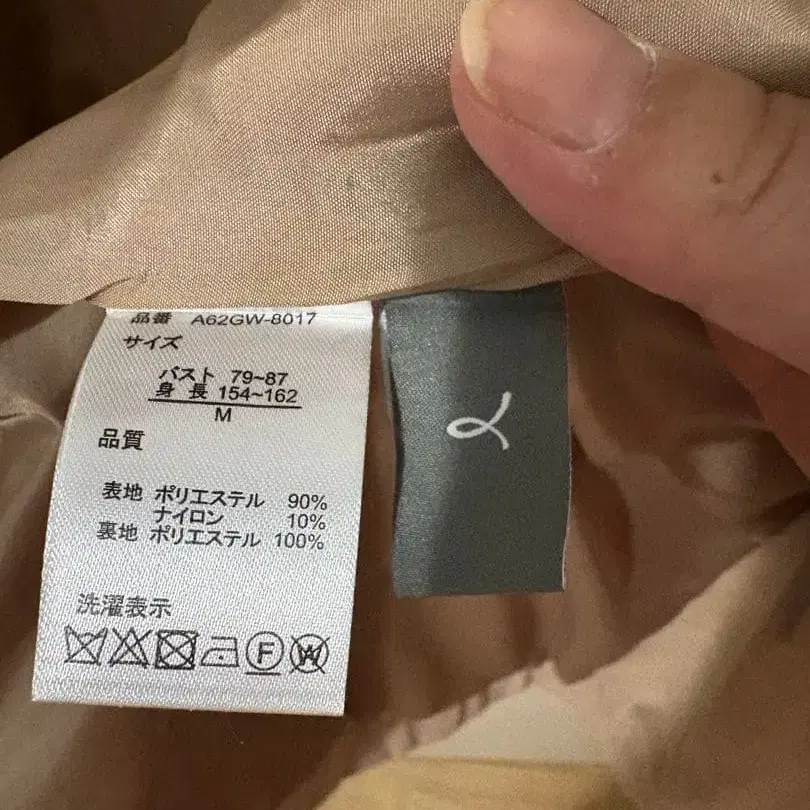 品番 A62GW-8017
サイズ
バスト 79~87
身長 154~162
M
品質
表地 ポリエステル 90%
ナイロン 10%
裏地 ポリエステル 100%
洗濯表示
F W